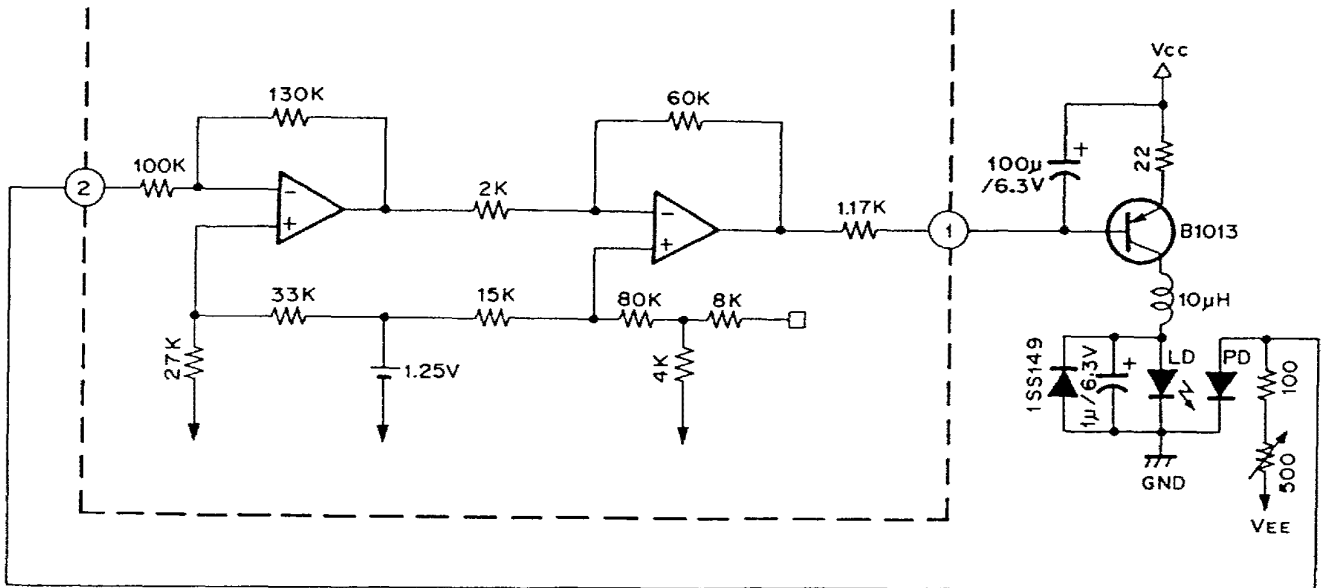 130K
60K
Vcc
100K
2K
100μ
/6.3V
+
22
2
-
+
-
+
1.17K
1
B1013
33K
15K
80K
8K
10μH
27K
1.25V
4K
1SS149
1μ/6.3V
+
LD
PD
100
500
GND
VEE